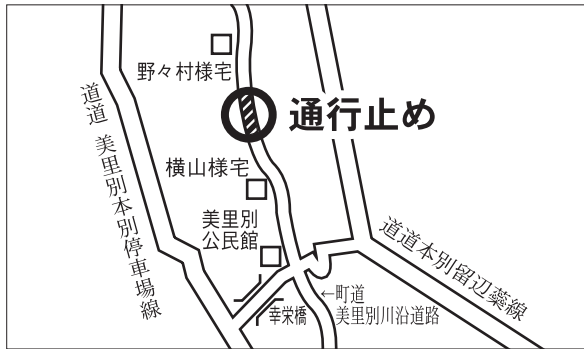 野々村様宅
通行止め
横山様宅
美里別
公民館
道道 美里別本別停車場線
道道本別留辺蘂線
幸栄橋
←町道
美里別川沿道路